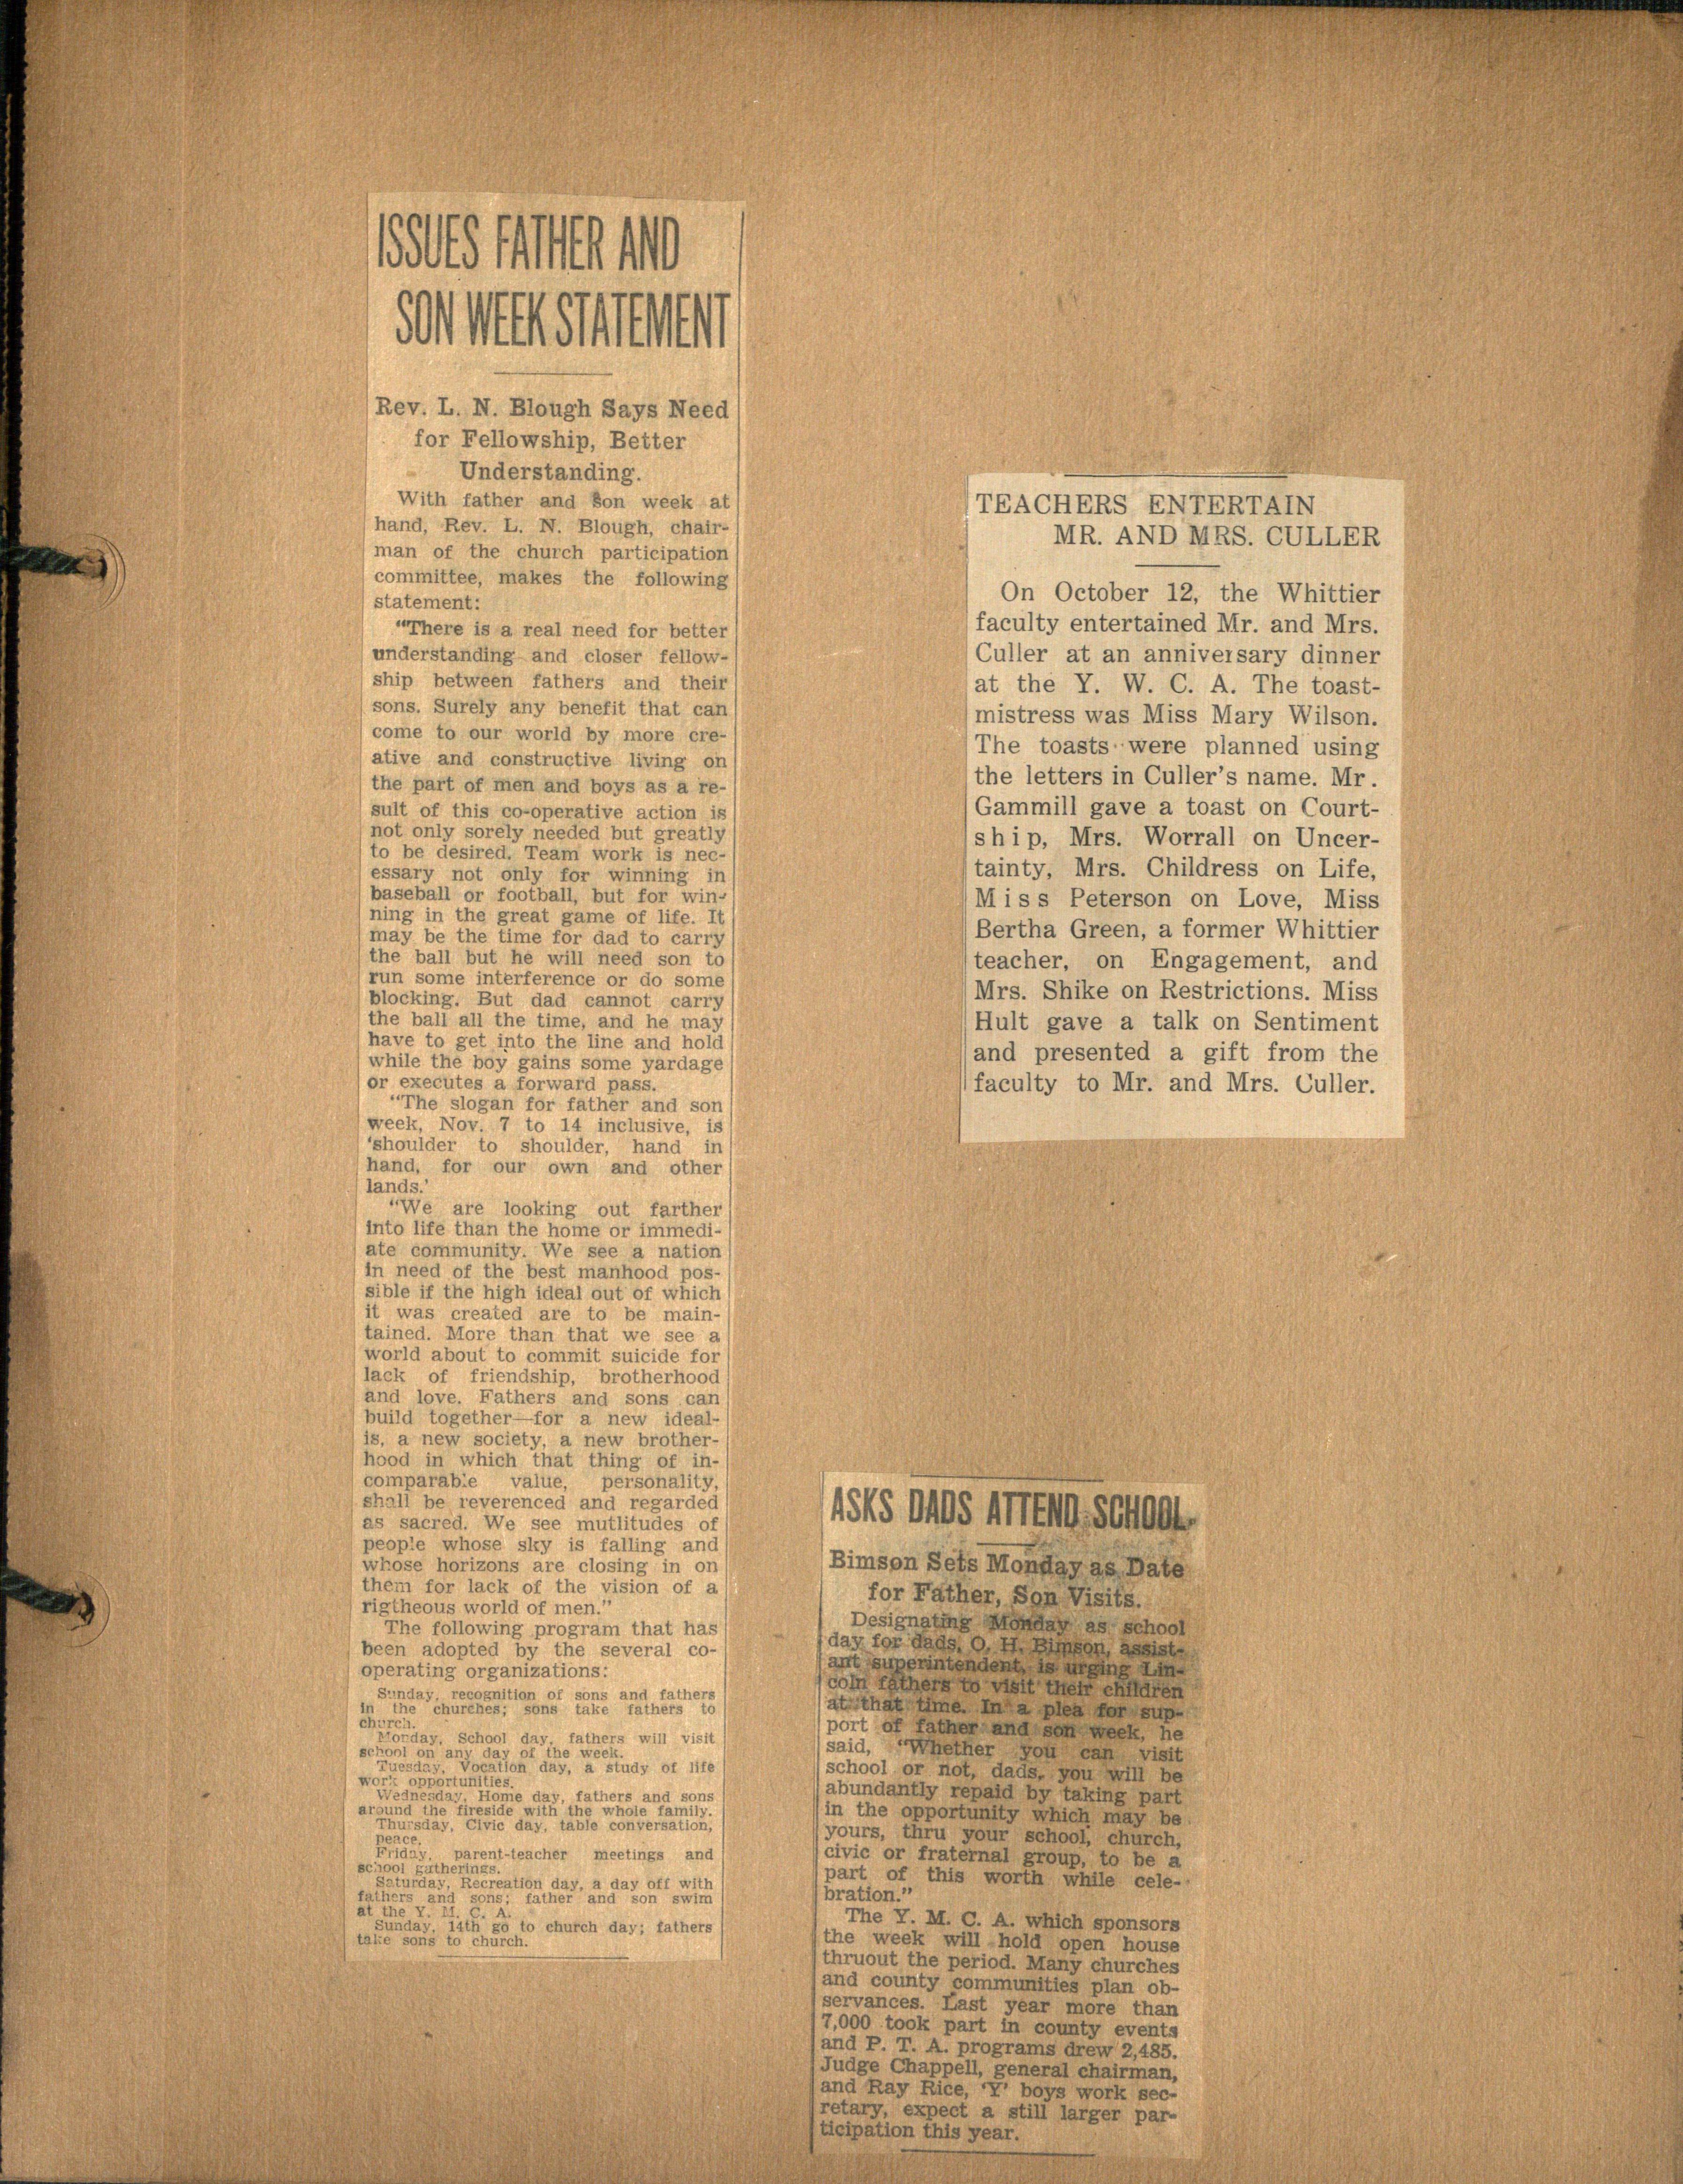 ISSUES FATHER AND
SON WEEK STATEMENT
Rev. L. N. Blough Says Need
for Fellowship, Better
Understanding.
With father and son week at
hand, Rev. L. N. Blough, chair-
man of the church participation
committee, makes the following
statement:
“There is a real need for better
understanding and closer fellow-
ship between fathers and their
sons. Surely any benefit that can
come to our world by more cre-
ative and constructive living on
the part of men and boys as a re-
sult of this co-operative action is
not only sorely needed but greatly
to be desired. Team work is nec-
essary not only for winning in
baseball or football, but for win-
ning in the great game of life. It
may be the time for dad to carry
the ball but he will need son to
run some interference or do some
blocking. But dad cannot carry
the ball all the time, and he may
have to get into the line and hold
while the boy gains some yardage
or executes a forward pass.
“The slogan for father and son
week, Nov. 7 to 14 inclusive, is
‘shoulder to shoulder, hand in
hand, for our own and other
lands.’
“We are looking out farther
into life than the home or immedi-
ate community. We see a nation
in need of the best manhood pos-
sible if the high ideal out of which
it was created are to be main-
tained. More than that we see a
world about to commit suicide for
lack of friendship, brotherhood
and love. Fathers and sons can
build together—for a new ideal-
is, a new society, a new brother-
hood in which that thing of in-
comparable value, personality,
shall be reverenced and regarded
as sacred. We see mutlitudes of
people whose sky is falling and
whose horizons are closing in on
them for lack of the vision of a
rigtheous world of men.”
The following program that has
been adopted by the several co-
operating organizations:
Sunday, recognition of sons and fathers
in the churches; sons take fathers to
church.
Monday, School day, fathers will visit
school on any day of the week.
Tuesday, Vocation day, a study of life
work opportunities.
Wednesday, Home day, fathers and sons
around the fireside with the whole family.
Thursday, Civic day, table conversation,
peace.
Friday, parent-teacher meetings and
school gatherings.
Saturday, Recreation day, a day off with
fathers and sons; father and son swim
at the Y. M. C. A.
Sunday, 14th go to church day; fathers
take sons to church.
TEACHERS ENTERTAIN
MR. AND MRS. CULLER
On October 12, the Whittier
faculty entertained Mr. and Mrs.
Culler at an anniversary dinner
at the Y. W. C. A. The toast-
mistress was Miss Mary Wilson.
The toasts were planned using
the letters in Culler’s name. Mr.
Gammill gave a toast on Court-
ship, Mrs. Worrall on Uncer-
tainty, Mrs. Childress on Life,
Miss Peterson on Love, Miss
Bertha Green, a former Whittier
teacher, on Engagement, and
Mrs. Shike on Restrictions. Miss
Hult gave a talk on Sentiment
and presented a gift from the
faculty to Mr. and Mrs. Culler.
ASKS DADS ATTEND SCHOOL
Bimson Sets Monday as Date
for Father, Son Visits.
Designating Monday as school
day for dads, O. H. Bimson, assist-
ant superintendent, is urging Lin-
coln fathers to visit their children
at that time. In a plea for sup-
port of father and son week, he
said, “Whether you can visit
school or not, dads, you will be
abundantly repaid by taking part
in the opportunity which may be
yours, thru your school, church,
civic or fraternal group, to be a
part of this worth while cele-
bration.”
The Y. M. C. A. which sponsors
the week will hold open house
thruout the period. Many churches
and county communities plan ob-
servances. Last year more than
7,000 took part in county events
and P. T. A. programs drew 2,485.
Judge Chappell, general chairman,
and Ray Rice, ‘Y’ boys work sec-
retary, expect a still larger par-
ticipation this year.